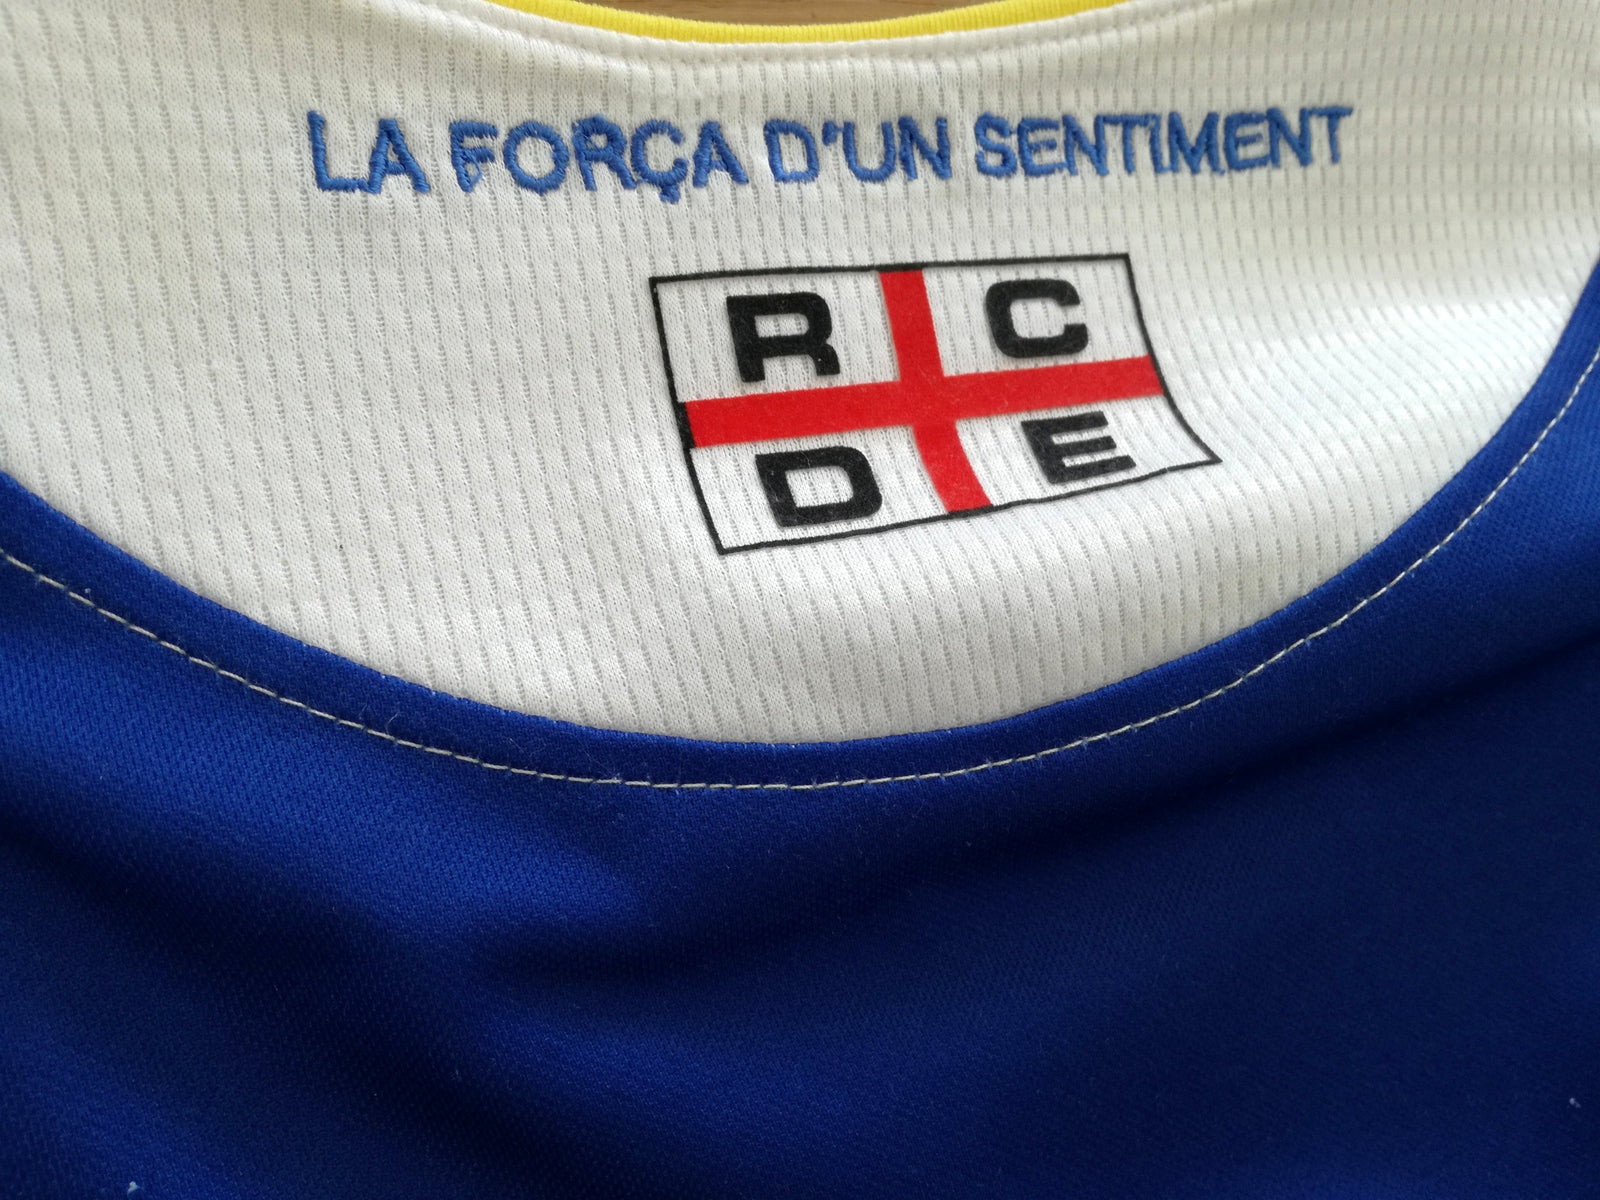 LA FORÇA D'UN SENTIMENT
R C
D E